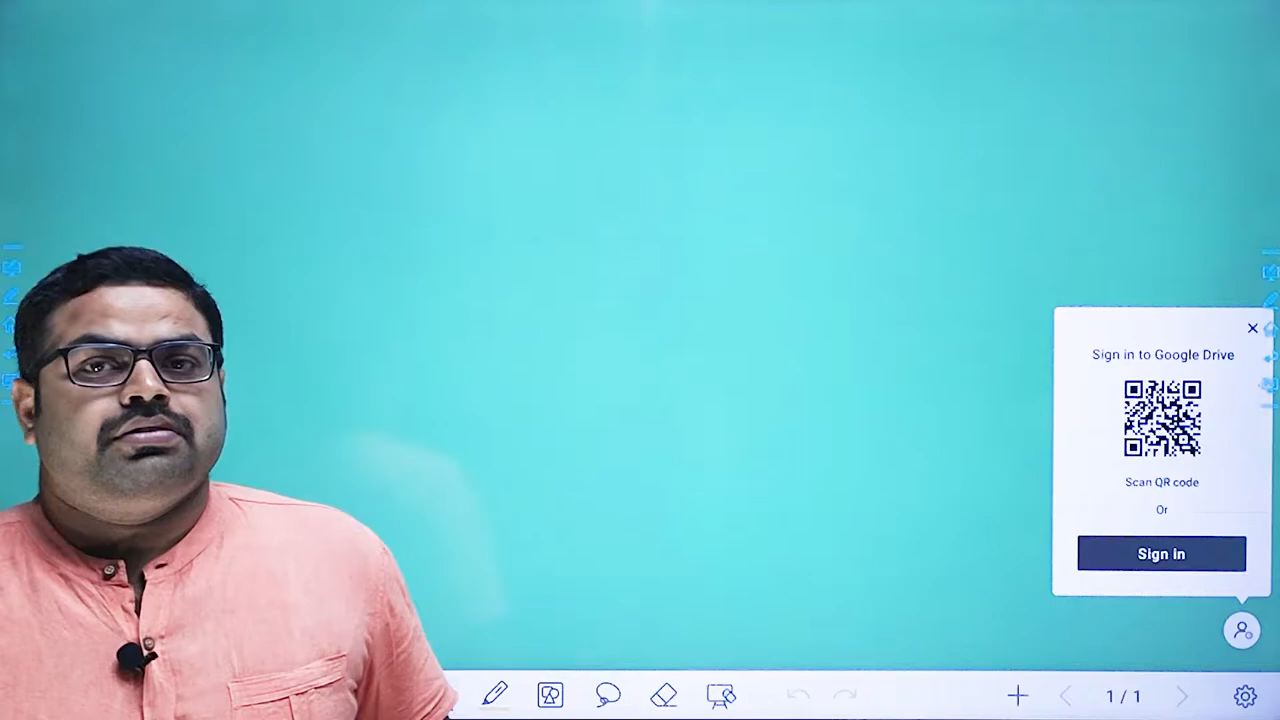 Sign in to Google Drive
Scan QR code
Or
Sign in
1 / 1